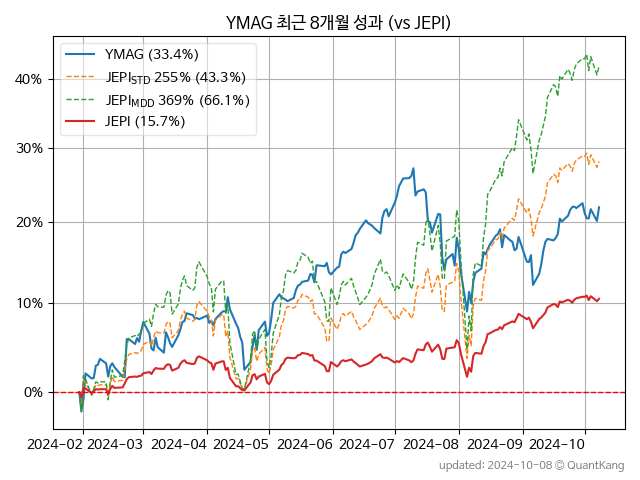 YMAG 최근 8개월 성과 (vs JEPI)
YMAG (33.4%)
JEPI_STD 255% (43.3%)
JEPI_MDD 369% (66.1%)
JEPI (15.7%)
40%
30%
20%
10%
0%
2024-02 2024-03 2024-04 2024-05 2024-06 2024-07 2024-08 2024-09 2024-10
updated: 2024-10-08 © QuantKang